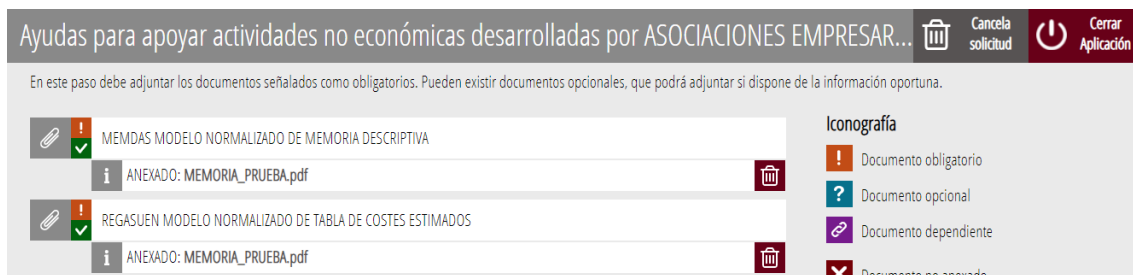 Ayudas para apoyar actividades no económicas desarrolladas por ASOCIACIONES EMPRESAR...
Cancela
solicitud
Cerrar
Aplicación
En este paso debe adjuntar los documentos señalados como obligatorios. Pueden existir documentos opcionales, que podrá adjuntar si dispone de la información oportuna.
MEMDAS MODELO NORMALIZADO DE MEMORIA DESCRIPTIVA
ANEXADO: MEMORIA_PRUEBA.pdf
REGASUEN MODELO NORMALIZADO DE TABLA DE COSTES ESTIMADOS
ANEXADO: MEMORIA_PRUEBA.pdf
Iconografía
Documento obligatorio
Documento opcional
Documento dependiente
Documento no anexado